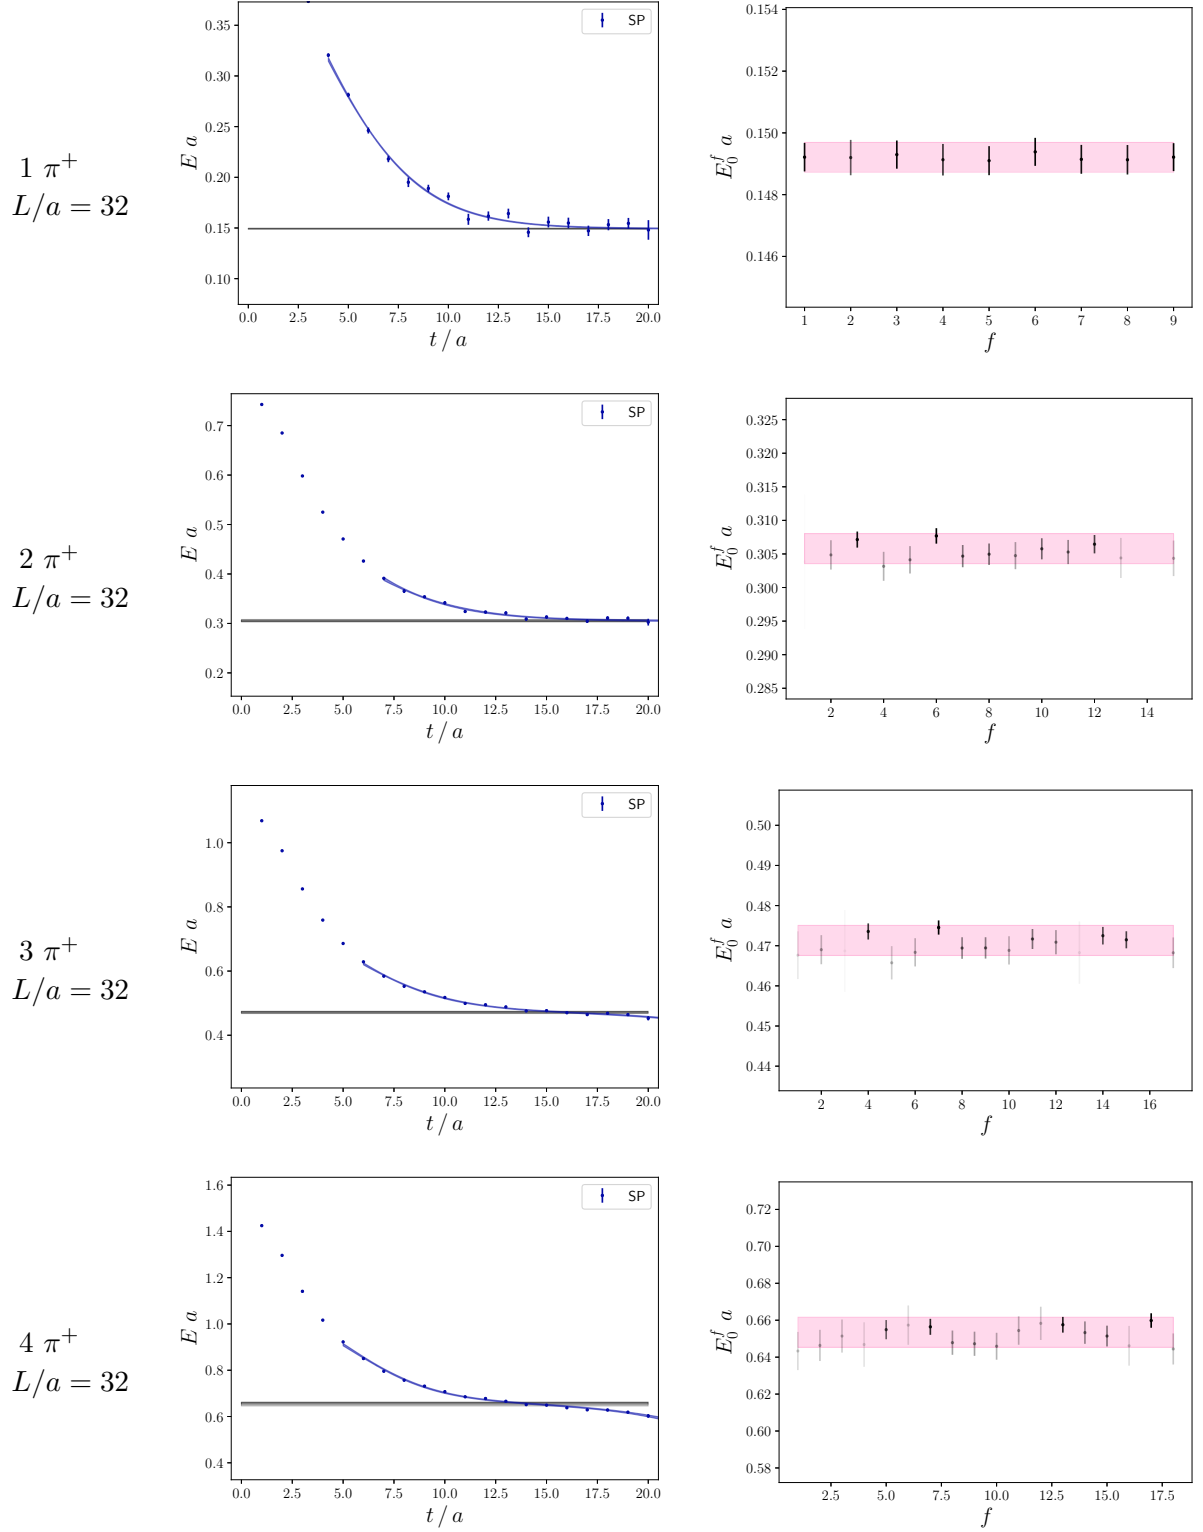 1 π⁺
L/a = 32
E a
0.35
0.30
0.25
0.20
0.15
0.10
SP
0.0 2.5 5.0 7.5 10.0 12.5 15.0 17.5 20.0
t / a
E₀ᶠ a
0.154
0.152
0.150
0.148
0.146
1 2 3 4 5 6 7 8 9
f
2 π⁺
L/a = 32
E a
0.7
0.6
0.5
0.4
0.3
0.2
SP
0.0 2.5 5.0 7.5 10.0 12.5 15.0 17.5 20.0
t / a
E₀ᶠ a
0.325
0.320
0.315
0.310
0.305
0.300
0.295
0.290
0.285
2 4 6 8 10 12 14
f
3 π⁺
L/a = 32
E a
1.0
0.8
0.6
0.4
SP
0.0 2.5 5.0 7.5 10.0 12.5 15.0 17.5 20.0
t / a
E₀ᶠ a
0.50
0.49
0.48
0.47
0.46
0.45
0.44
2 4 6 8 10 12 14 16
f
4 π⁺
L/a = 32
E a
1.6
1.4
1.2
1.0
0.8
0.6
0.4
SP
0.0 2.5 5.0 7.5 10.0 12.5 15.0 17.5 20.0
t / a
E₀ᶠ a
0.72
0.70
0.68
0.66
0.64
0.62
0.60
0.58
2.5 5.0 7.5 10.0 12.5 15.0 17.5
f